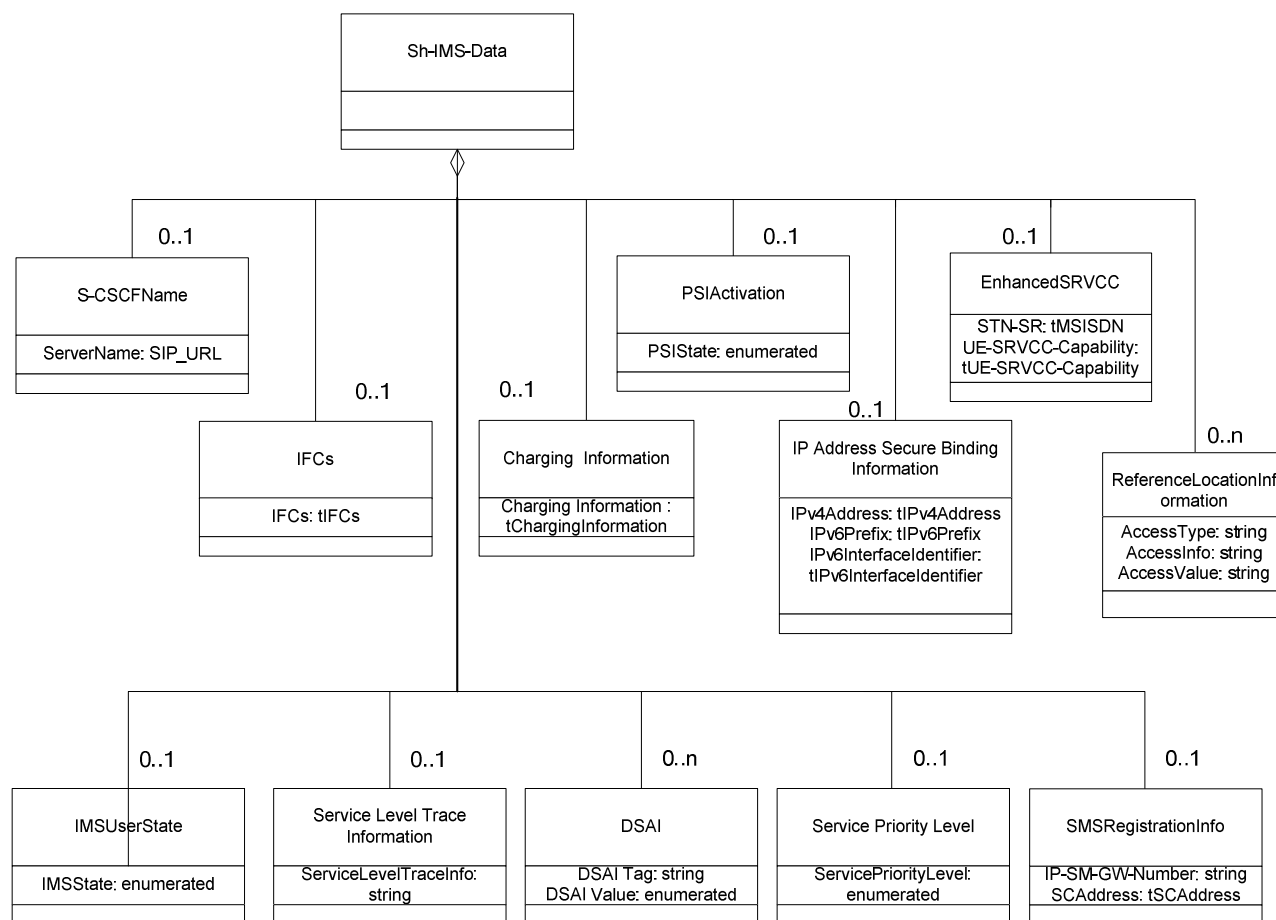 Sh-IMS-Data
0..1
S-CSCFName
ServerName: SIP_URL
0..1
IFCs
IFCs: tIFCs
0..1
Charging Information
Charging Information :
tChargingInformation
0..1
PSIActivation
PSIState: enumerated
0..1
IP Address Secure Binding
Information
IPv4Address: tIPv4Address
IPv6Prefix: tIPv6Prefix
IPv6InterfaceIdentifier:
tIPv6InterfaceIdentifier
0..1
EnhancedSRVCC
STN-SR: tMSISDN
UE-SRVCC-Capability:
tUE-SRVCC-Capability
0..n
ReferenceLocationInf
ormation
AccessType: string
AccessInfo: string
AccessValue: string
0..1
IMSUserState
IMSState: enumerated
0..1
Service Level Trace
Information
ServiceLevelTraceInfo:
string
0..n
DSAI
DSAI Tag: string
DSAI Value: enumerated
0..1
Service Priority Level
ServicePriorityLevel:
enumerated
0..1
SMSRegistrationInfo
IP-SM-GW-Number: string
SCAddress: tSCAddress